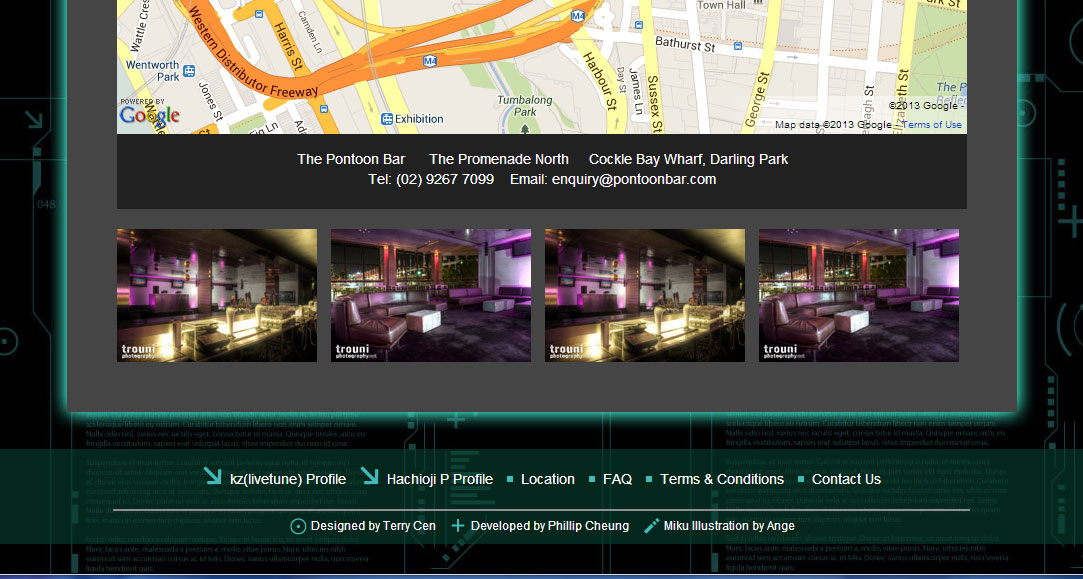 Town Hall
Park St
Wattle Cres
Camden Ln
Harris St
M4
Bathurst St
Western Distributor Freeway
Wentworth
Park
M4
Harbour St
Day St
James Ln
Sussex St
George St
Jones St
Tumbalong
Park
Exhibition
POWERED BY
Google
©2013 Google -
Map data ©2013 Google - Terms of Use
The Pontoon Bar The Promenade North Cockle Bay Wharf, Darling Park
Tel: (02) 9267 7099 Email: enquiry@pontoonbar.com
048
trouni
photography.net
trouni
photography.net
trouni
photography.net
trouni
photography.net
kz(livetune) Profile Hachioji P Profile Location FAQ Terms & Conditions Contact Us
Designed by Terry Cen Developed by Phillip Cheung Miku Illustration by Ange